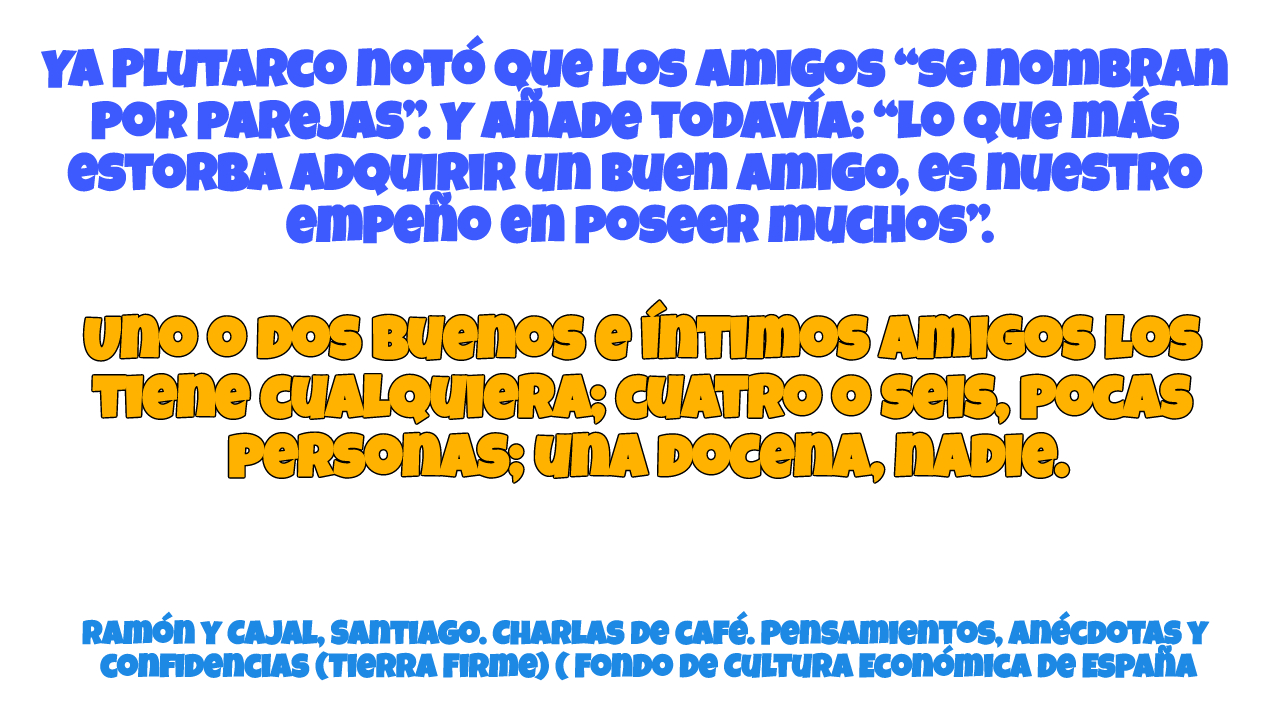 Ya Plutarco notó que los amigos “se nombran
por parejas”. Y añade todavía: “Lo que más
estorba adquirir un buen amigo, es nuestro
empeño en poseer muchos”.
Uno o dos buenos e íntimos amigos los
tiene cualquiera; cuatro o seis, pocas
personas; una docena, nadie.
Ramón y Cajal, Santiago. Charlas de café. Pensamientos, anécdotas y
confidencias (Tierra Firme) ( Fondo de Cultura Económica de España